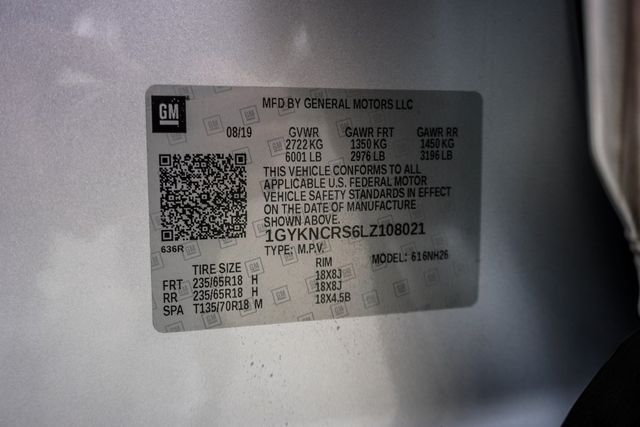 GM
MFD BY GENERAL MOTORS LLC
08/19 GVWR GAWR FRT GAWR RR
2722 KG 1350 KG 1450 KG
6001 LB 2976 LB 3196 LB
THIS VEHICLE CONFORMS TO ALL
APPLICABLE U.S. FEDERAL MOTOR
VEHICLE SAFETY STANDARDS IN EFFECT
ON THE DATE OF MANUFACTURE
SHOWN ABOVE.
1GYKNCRS6LZ108021
636R
TYPE: M.P.V. MODEL: 616NH26
TIRE SIZE RIM
FRT 235/65R18 H 18X8J
RR 235/65R18 H 18X8J
SPA T135/70R18 M 18X4.5B